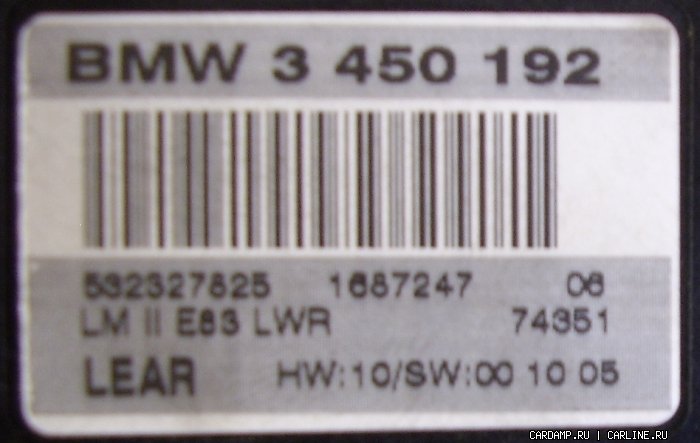 BMW 3 450 192
532327825 1687247 06
LM II E83 LWR 74351
LEAR HW:10/SW:00 10 05
CARDAMP.RU | CARLINE.RU